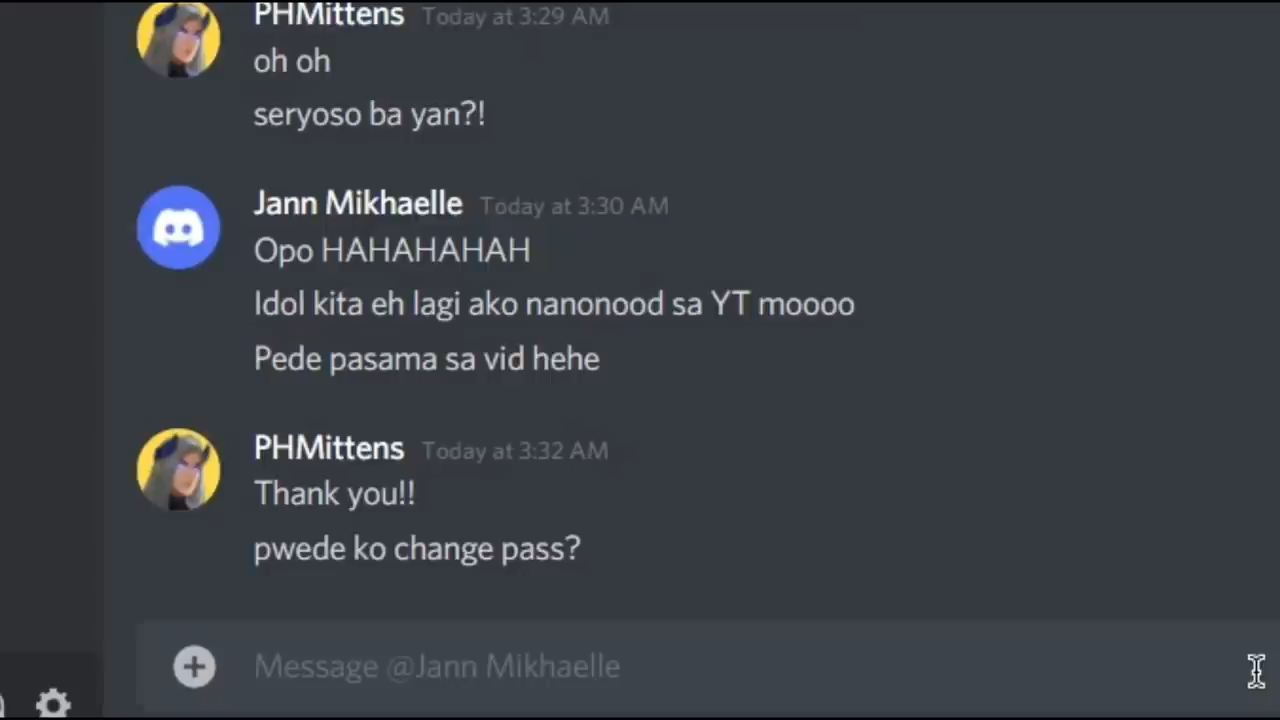 PHMittens Today at 3:29 AM
oh oh
seryoso ba yan?!
Jann Mikhaelle Today at 3:30 AM
Opo HAHAHAHAH
Idol kita eh lagi ako nanonood sa YT moooo
Pede pasama sa vid hehe
PHMittens Today at 3:32 AM
Thank you!!
pwede ko change pass?
Message @Jann Mikhaelle